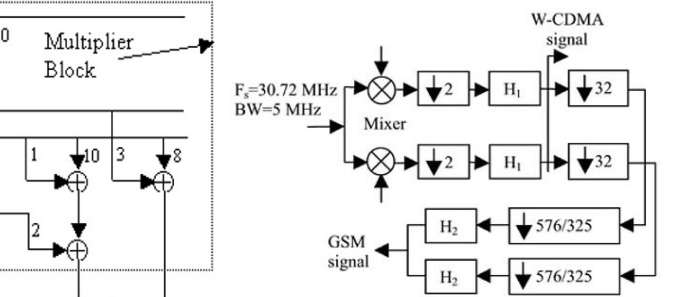 0
Multiplier
Block
1
10
3
8
2
W-CDMA
signal
Fs=30.72 MHz
BW=5 MHz
Mixer
2
H1
32
2
H1
32
H2
576/325
GSM
signal
H2
576/325